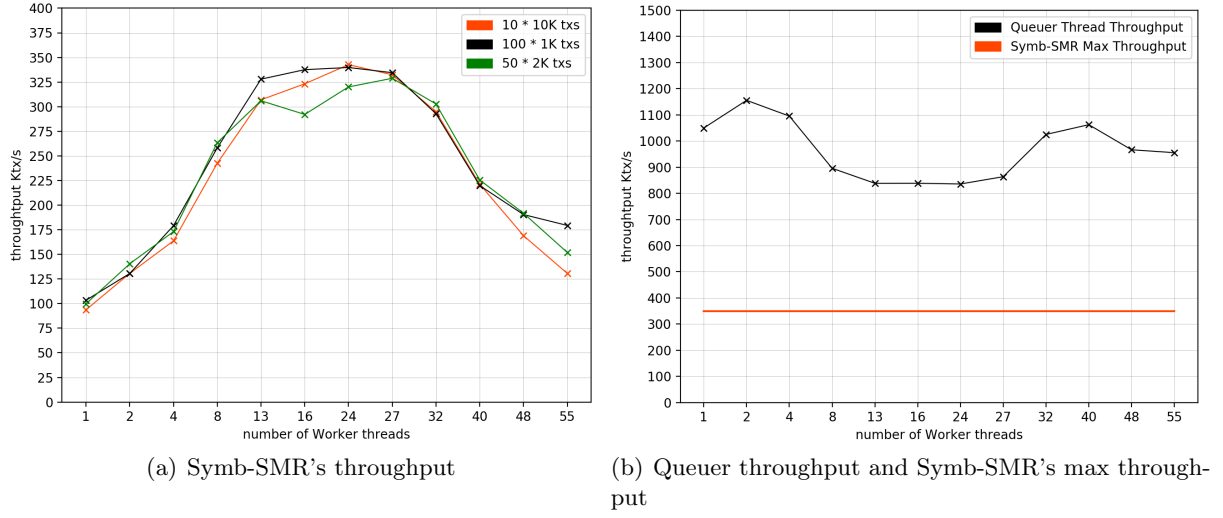 400
375
350
325
300
275
250
225
200
175
150
125
100
75
50
25
0
throughtput Ktx/s
10 * 10K txs
100 * 1K txs
50 * 2K txs
1 2 4 8 13 16 24 27 32 40 48 55
number of Worker threads
(a) Symb-SMR's throughput
1500
1400
1300
1200
1100
1000
900
800
700
600
500
400
300
200
100
0
throughtput Ktx/s
Queuer Thread Throughput
Symb-SMR Max Throughput
1 2 4 8 13 16 24 27 32 40 48 55
number of Worker threads
(b) Queuer throughput and Symb-SMR's max through-
put